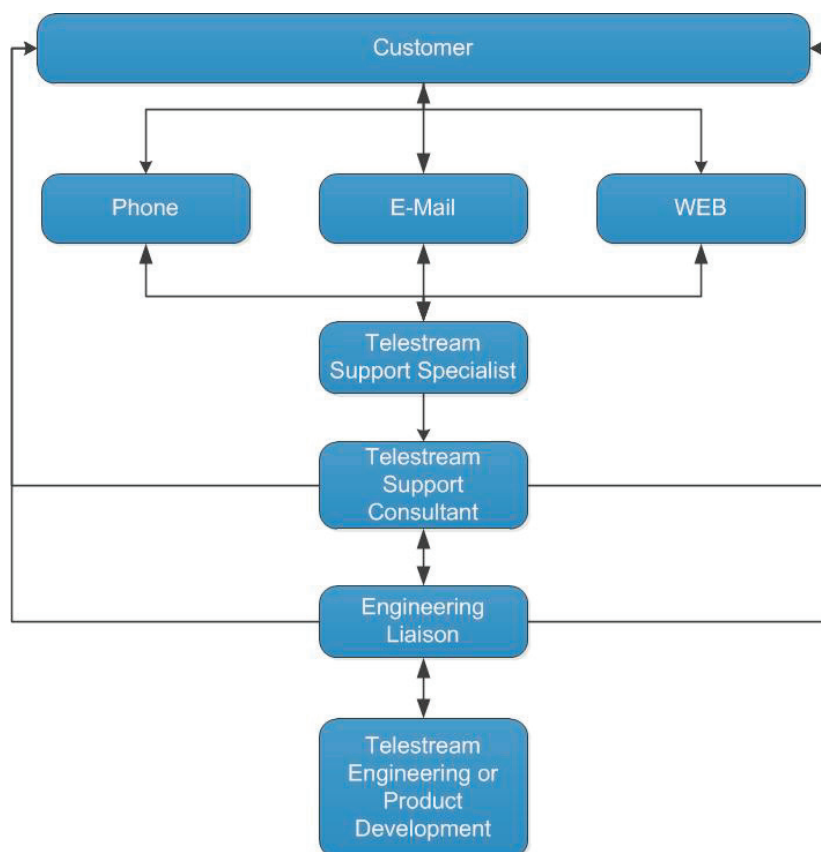 Customer
Phone
E-Mail
WEB
Telestream
Support Specialist
Telestream
Support
Consultant
Engineering
Liaison
Telestream
Engineering or
Product
Development